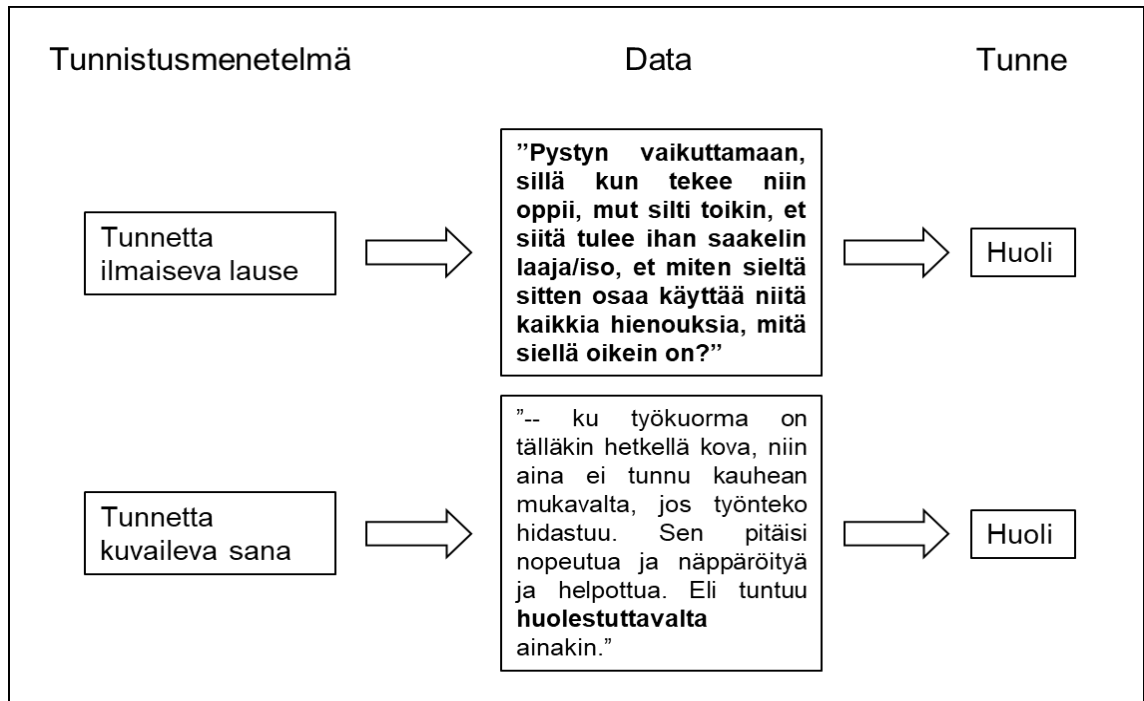 Tunnistusmenetelmä Data Tunne
Tunnetta
ilmaiseva lause
”Pystyn vaikuttamaan,
sillä kun tekee niin
oppii, mut silti toikin, et
siitä tulee ihan saakelin
laaja/iso, et miten sieltä
sitten osaa käyttää niitä
kaikkia hienouksia, mitä
siellä oikein on?”
Huoli
Tunnetta
kuvaileva sana
”-- ku työkuorma on
tälläkin hetkellä kova, niin
aina ei tunnu kauhean
mukavalta, jos työnteko
hidastuu. Sen pitäisi
nopeutua ja näppäröityä
ja helpottua. Eli tuntuu
huolestuttavalta
ainakin.”
Huoli